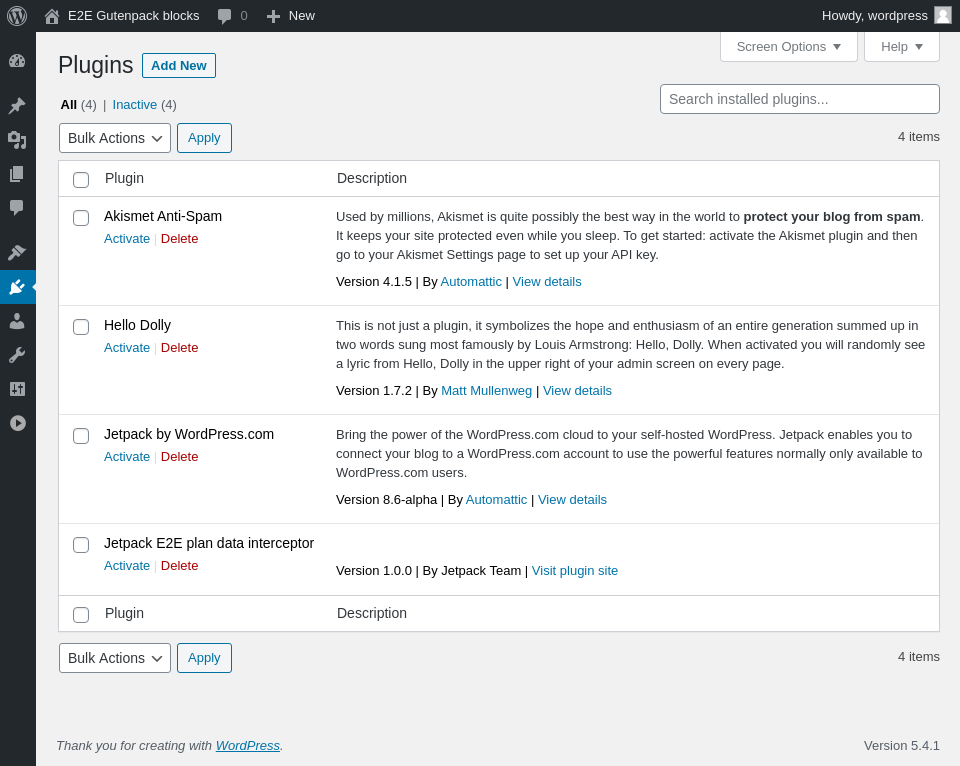 E2E Gutenpack blocks 0 New Howdy, wordpress
Screen Options Help
Plugins Add New
All (4) | Inactive (4)
Search installed plugins...
Bulk Actions Apply 4 items
Plugin Description
Akismet Anti-Spam
Activate | Delete
Used by millions, Akismet is quite possibly the best way in the world to protect your blog from spam.
It keeps your site protected even while you sleep. To get started: activate the Akismet plugin and then
go to your Akismet Settings page to set up your API key.
Version 4.1.5 | By Automattic | View details
Hello Dolly
Activate | Delete
This is not just a plugin, it symbolizes the hope and enthusiasm of an entire generation summed up in
two words sung most famously by Louis Armstrong: Hello, Dolly. When activated you will randomly see
a lyric from Hello, Dolly in the upper right of your admin screen on every page.
Version 1.7.2 | By Matt Mullenweg | View details
Jetpack by WordPress.com
Activate | Delete
Bring the power of the WordPress.com cloud to your self-hosted WordPress. Jetpack enables you to
connect your blog to a WordPress.com account to use the powerful features normally only available to
WordPress.com users.
Version 8.6-alpha | By Automattic | View details
Jetpack E2E plan data interceptor
Activate | Delete
Version 1.0.0 | By Jetpack Team | Visit plugin site
Plugin Description
Bulk Actions Apply 4 items
Thank you for creating with WordPress. Version 5.4.1